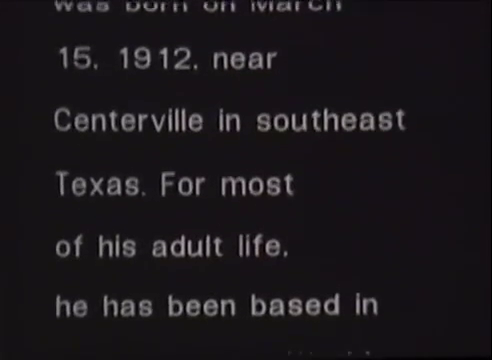 was born on March
15, 1912, near
Centerville in southeast
Texas. For most
of his adult life,
he has been based in